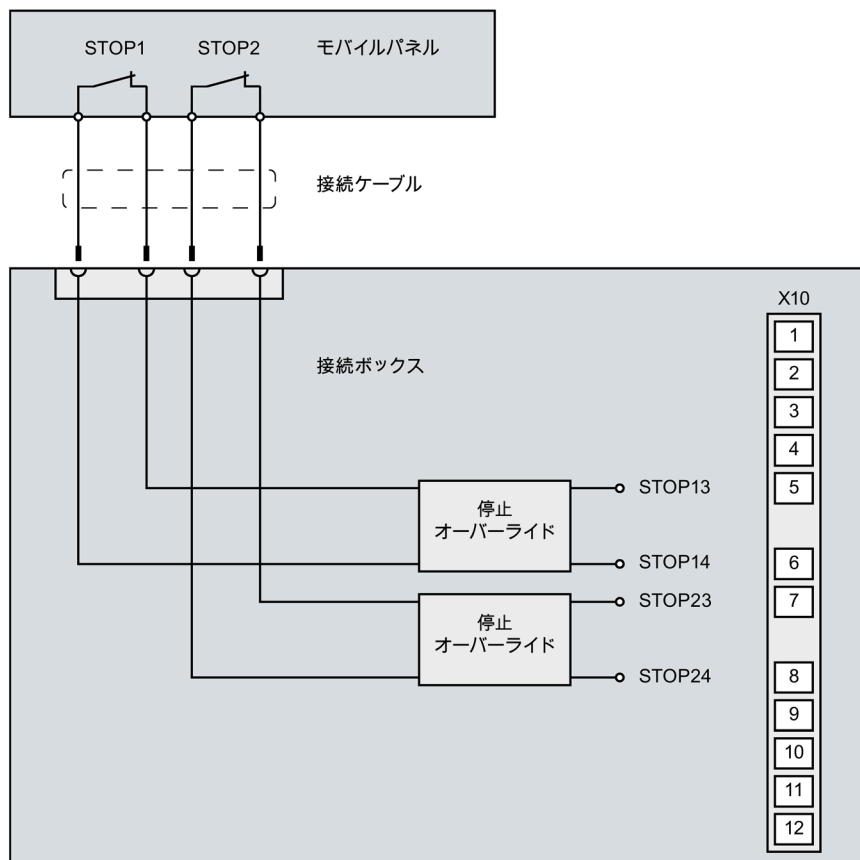 STOP1
STOP2
モバイルパネル
接続ケーブル
X10
1
接続ボックス
2
3
4
停止
オーバーライド
STOP13
5
STOP14
6
停止
オーバーライド
STOP23
7
STOP24
8
9
10
11
12